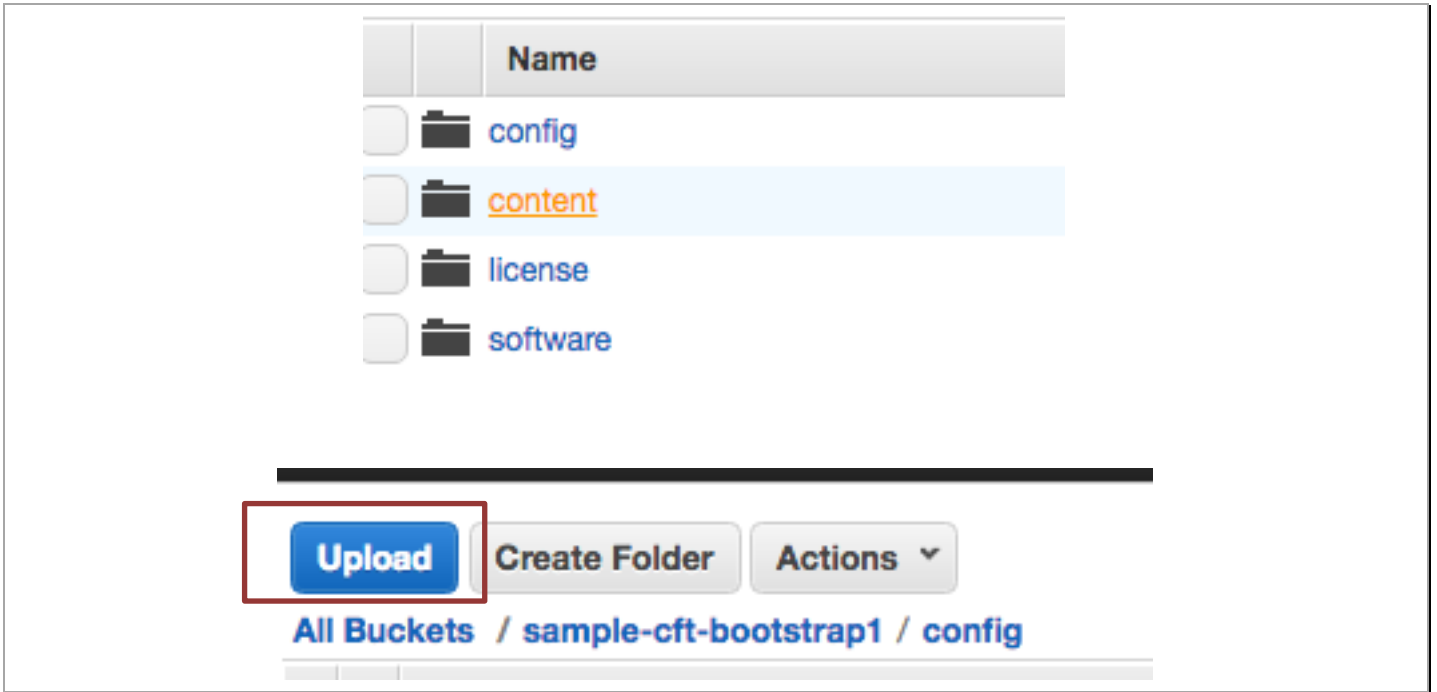 Name
config
content
license
software
Upload Create Folder Actions
All Buckets / sample-cft-bootstrap1 / config